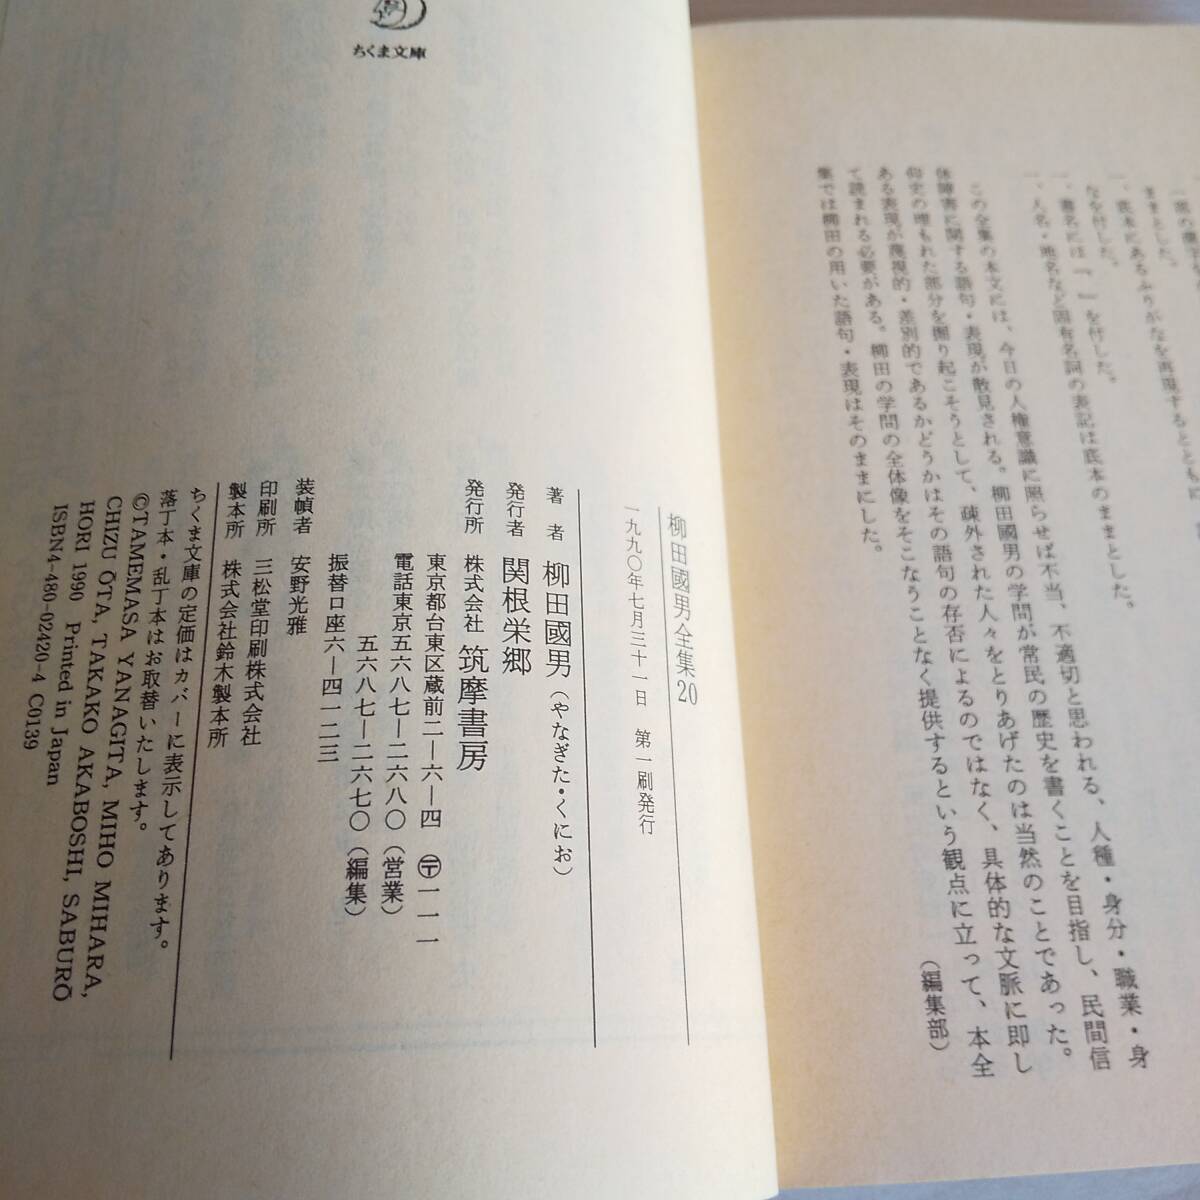 ままとした。
一、底本にあるふりがなを再現するとともに
なを付した。
一、書名には『　』を付した。
一、人名・地名など固有名詞の表記は底本のままとした。
この全集の本文には、今日の人権意識に照らせば不当、不適切と思われる、人種・身分・職業・身
体障害に関する語句・表現が散見される。柳田國男の学問が常民の歴史を書くことを目指し、民間信
仰史の埋もれた部分を掘り起こそうとして、疎外された人々をとりあげたのは当然のことであった。
ある表現が蔑視的・差別的であるかどうかはその語句の存否によるのではなく、具体的な文脈に即し
て読まれる必要がある。柳田の学問の全体像をそこなうことなく提供するという観点に立って、本全
集では柳田の用いた語句・表現はそのままにした。
（編集部）
ちくま文庫
柳田國男全集20
一九九〇年七月三十一日　第一刷発行
著　者　柳田國男（やなぎた・くにお）
発行者　関根栄郷
発行所　株式会社　筑摩書房
東京都台東区蔵前二―六―四　〒一一一
電話東京五六八七―二六八〇（営業）
五六八七―二六七〇（編集）
振替口座六―四一二三
装幀者　安野光雅
印刷所　三松堂印刷株式会社
製本所　株式会社鈴木製本所
ちくま文庫の定価はカバーに表示してあります。
落丁本・乱丁本はお取替いたします。
©TAMEMASA YANAGITA, MIHO MIHARA,
CHIZU ŌTA, TAKAKO AKABOSHI, SABURŌ
HORI 1990 Printed in Japan
ISBN4-480-02420-4 C0139